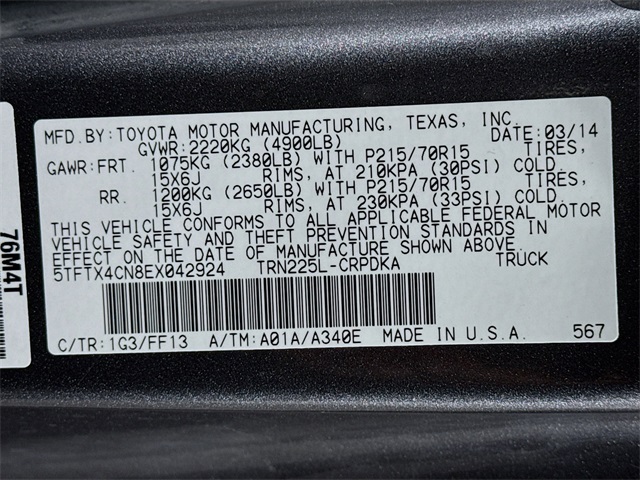 MFD.BY:TOYOTA MOTOR MANUFACTURING, TEXAS, INC.
GVWR:2220KG (4900LB) DATE:03/14
GAWR:FRT. 1075KG (2380LB) WITH P215/70R15 TIRES,
15X6J RIMS, AT 210KPA (30PSI) COLD.
RR. 1200KG (2650LB) WITH P215/70R15 TIRES,
15X6J RIMS, AT 230KPA (33PSI) COLD.
THIS VEHICLE CONFORMS TO ALL APPLICABLE FEDERAL MOTOR
VEHICLE SAFETY AND THEFT PREVENTION STANDARDS IN
EFFECT ON THE DATE OF MANUFACTURE SHOWN ABOVE.
5TFTX4CN8EX042924 TRN225L-CRPDKA TRUCK
C/TR:1G3/FF13 A/TM:A01A/A340E MADE IN U.S.A. 567
76M4T